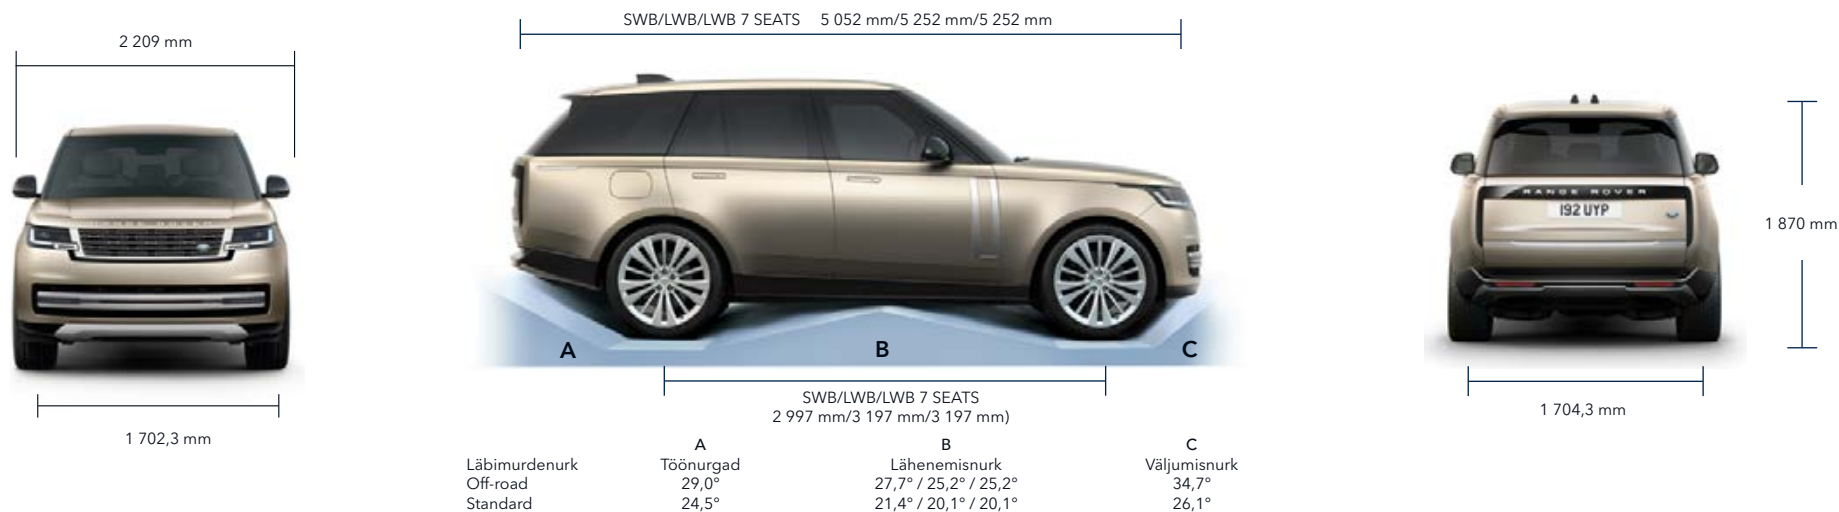 SWB/LWB/LWB 7 SEATS 5 052 mm/5 252 mm/5 252 mm
2 209 mm
RANGE ROVER
192 UYP
1 870 mm
A B C
SWB/LWB/LWB 7 SEATS
2 997 mm/3 197 mm/3 197 mm)
1 704,3 mm
1 702,3 mm
A B C
Läbimurdenurk Töönurgad Lähenemisnurk Väljumisnurk
Off-road 29,0° 27,7° / 25,2° / 25,2° 34,7°
Standard 24,5° 21,4° / 20,1° / 20,1° 26,1°